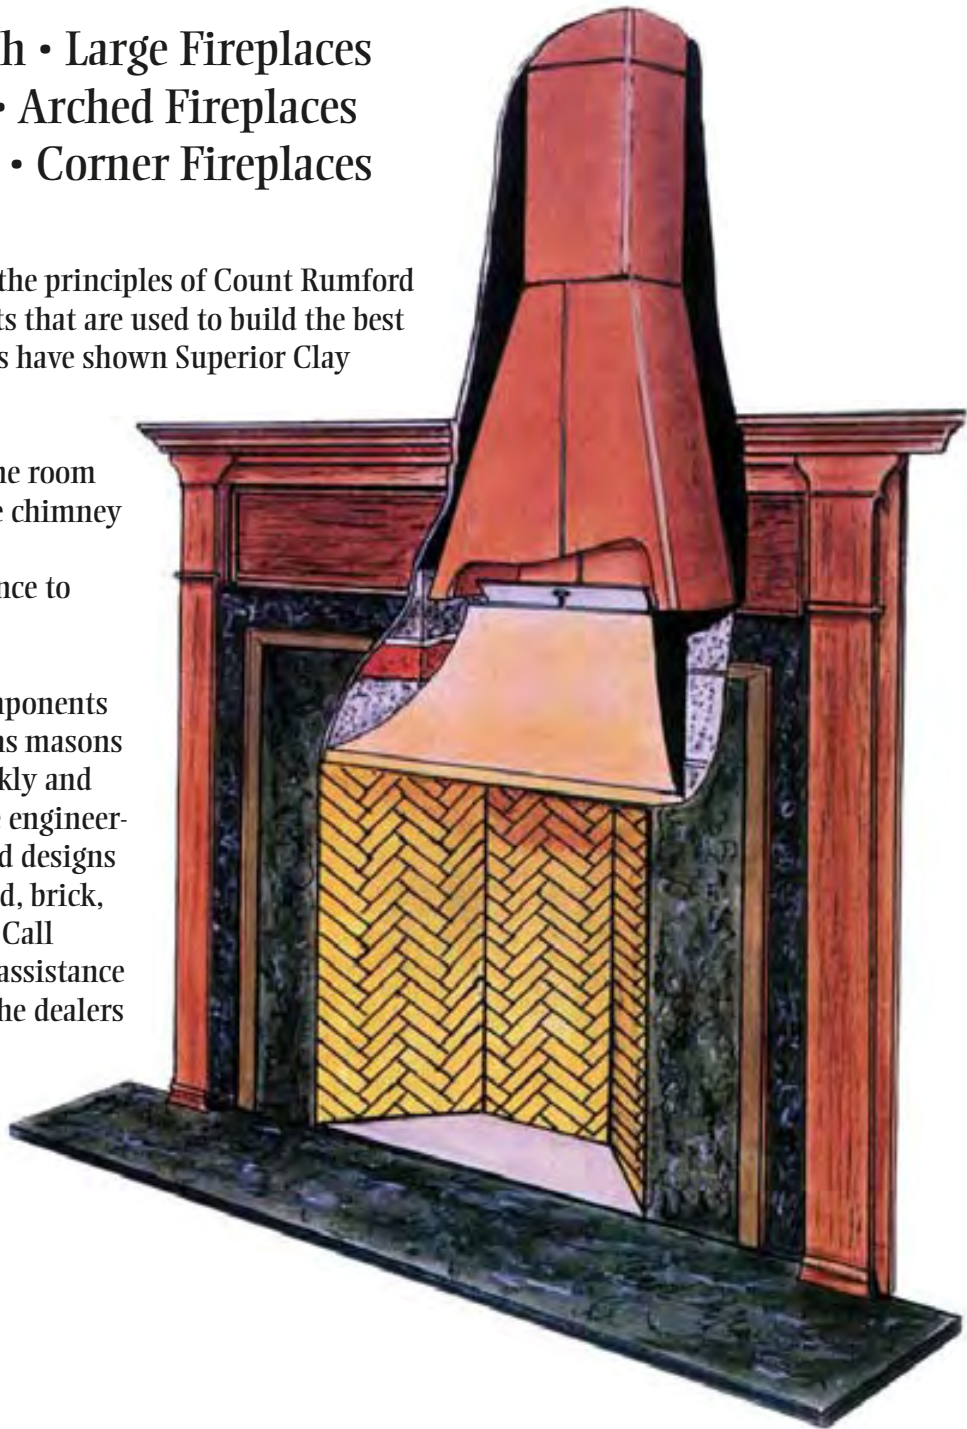 h • Large Fireplaces
• Arched Fireplaces
• Corner Fireplaces
the principles of Count Rumford
ts that are used to build the best
s have shown Superior Clay
he room
e chimney
nce to
mponents
ns masons
kly and
e engineer-
d designs
d, brick,
Call
assistance
he dealers